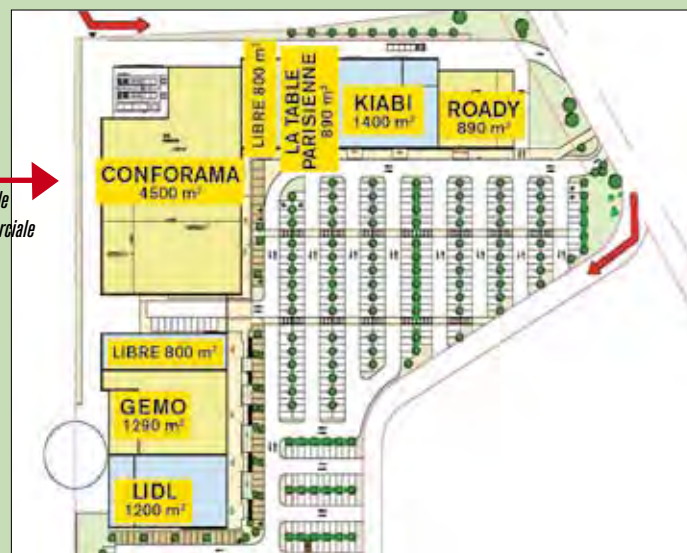 LIBRE 800 m²
LA TABLE
PARISIENNE
890 m²
KIABI
1400 m²
ROADY
890 m²
CONFORAMA
4500 m²
LIBRE 800 m²
GEMO
1290 m²
LIDL
1200 m²